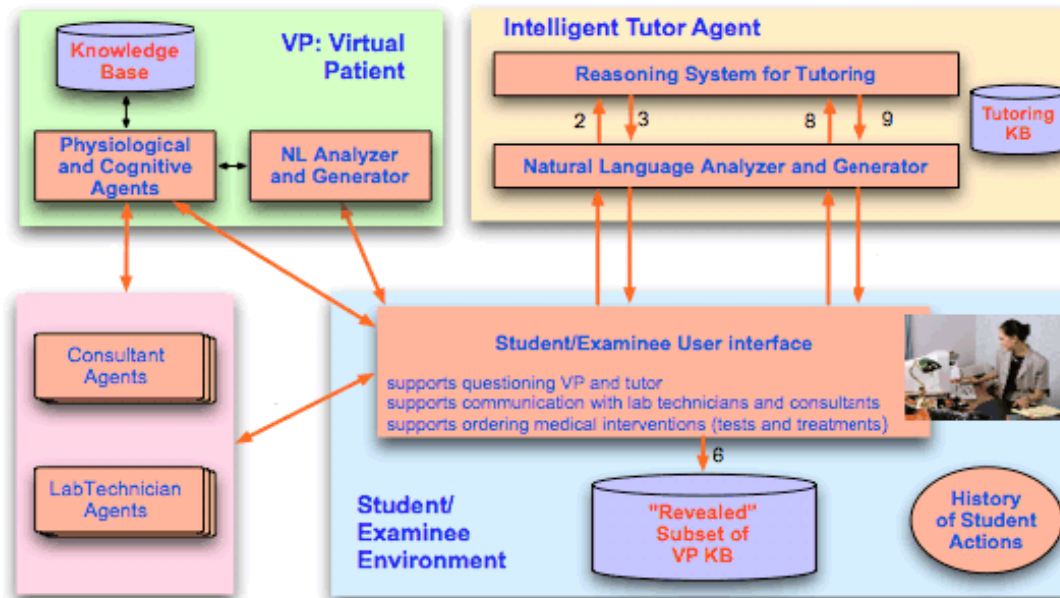 VP: Virtual
Patient
Knowledge
Base
Physiological
and Cognitive
Agents
NL Analyzer
and Generator
Intelligent Tutor Agent
Reasoning System for Tutoring
2
3
8
9
Tutoring
KB
Natural Language Analyzer and Generator
Consultant
Agents
LabTechnician
Agents
Student/Examinee User interface
supports questioning VP and tutor
supports communication with lab technicians and consultants
supports ordering medical interventions (tests and treatments)
6
Student/
Examinee
Environment
"Revealed"
Subset of
VP KB
History
of Student
Actions